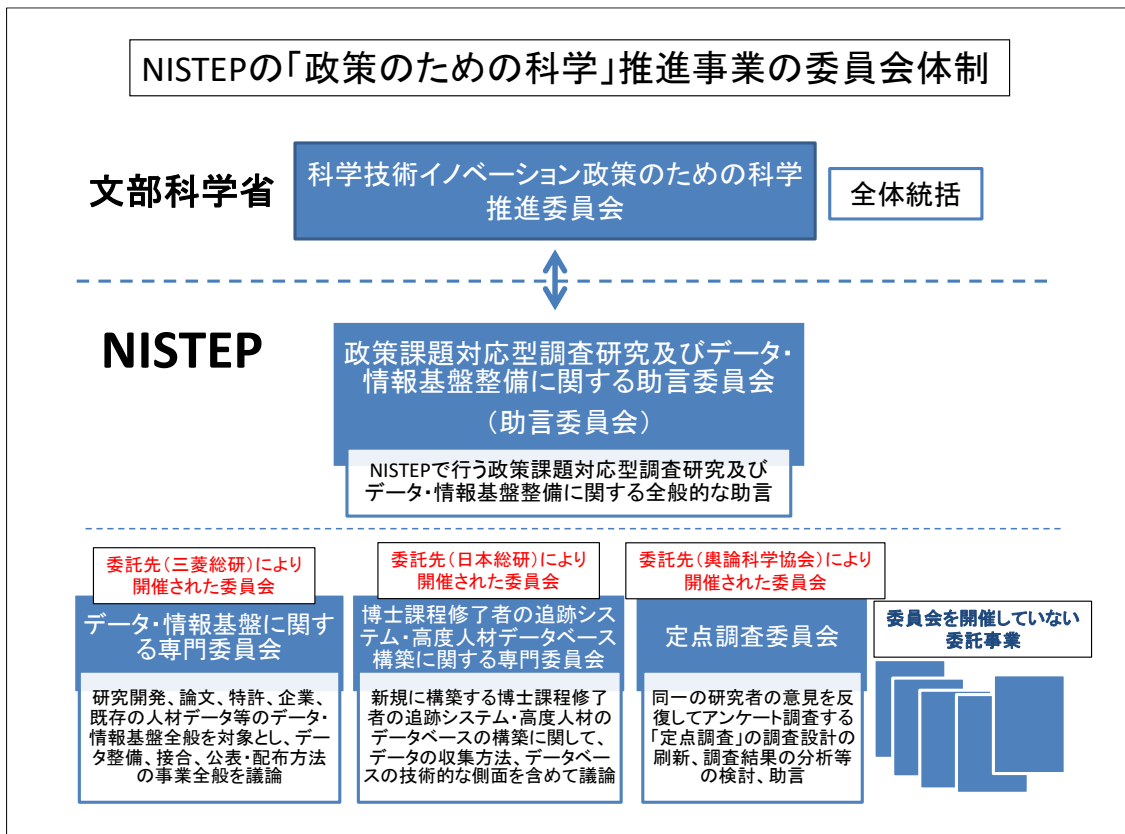 NISTEPの「政策のための科学」推進事業の委員会体制
文部科学省
科学技術イノベーション政策のための科学
推進委員会
全体統括
NISTEP
政策課題対応型調査研究及びデータ・
情報基盤整備に関する助言委員会
（助言委員会）
NISTEPで行う政策課題対応型調査研究及び
データ・情報基盤整備に関する全般的な助言
委託先（三菱総研）により
開催された委員会
データ・情報基盤に関す
る専門委員会
研究開発、論文、特許、企業、
既存の人材データ等のデータ・
情報基盤全般を対象とし、デー
タ整備、接合、公表・配布方法
の事業全般を議論
委託先（日本総研）により
開催された委員会
博士課程修了者の追跡シス
テム・高度人材データベース
構築に関する専門委員会
新規に構築する博士課程修了
者の追跡システム・高度人材の
データベースの構築に関して、
データの収集方法、データベー
スの技術的な側面を含めて議論
委託先（輿論科学協会）により
開催された委員会
定点調査委員会
同一の研究者の意見を反
復してアンケート調査する
「定点調査」の調査設計の
刷新、調査結果の分析等
の検討、助言
委員会を開催していない
委託事業